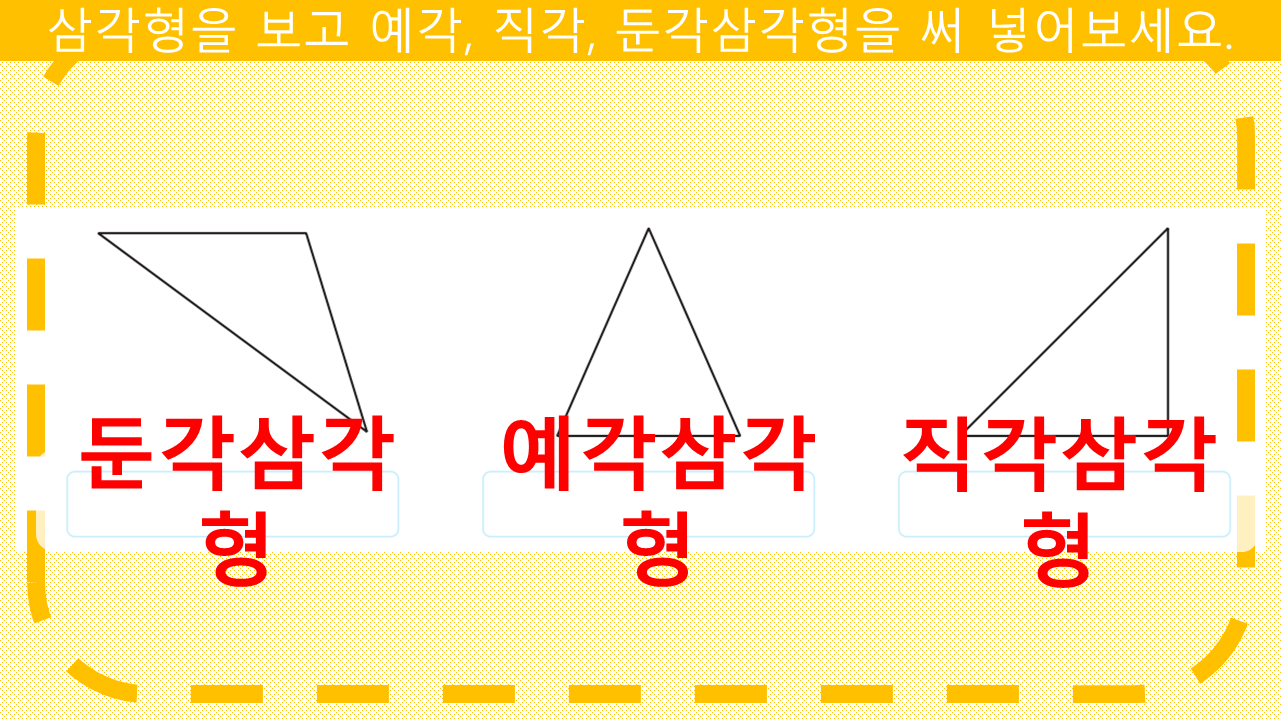 삼각형을 보고 예각, 직각, 둔각삼각형을 써 넣어보세요.
둔각삼각
형
예각삼각
형
직각삼각
형